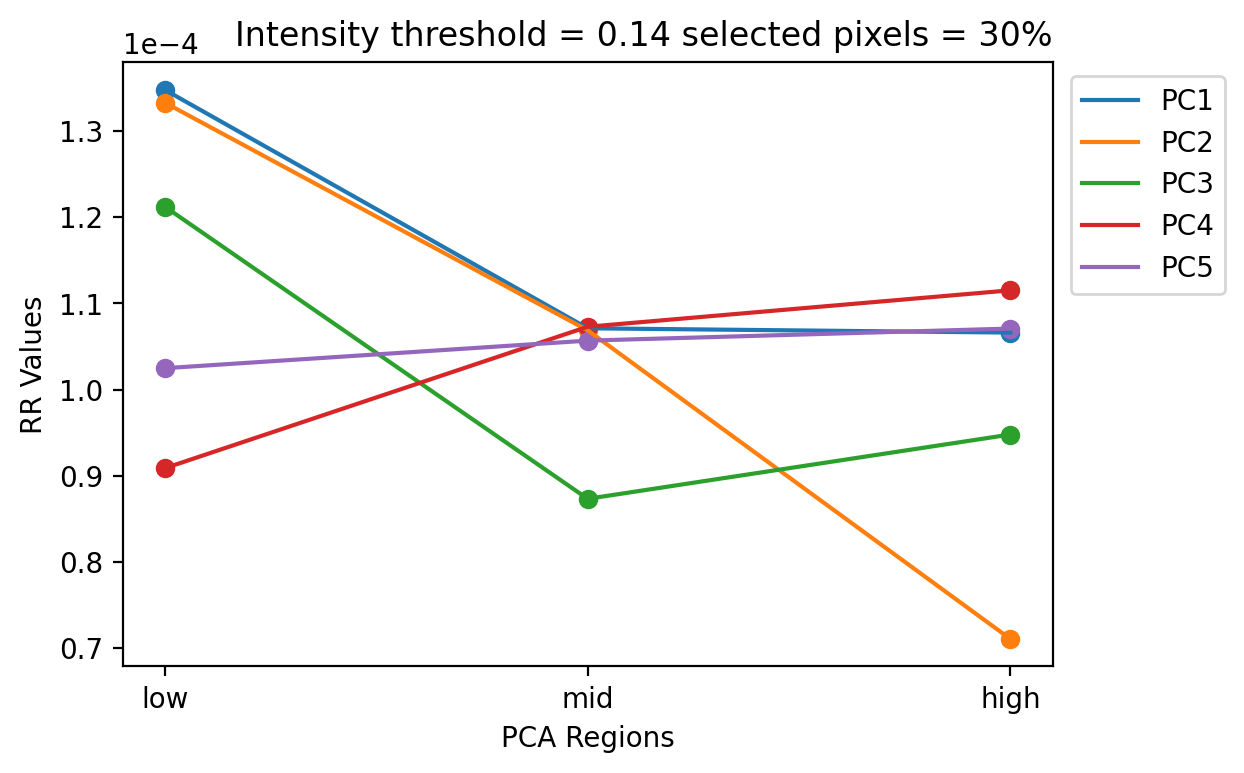 Intensity threshold = 0.14 selected pixels = 30%
1e−4
1.3
1.2
1.1
1.0
0.9
0.8
0.7
RR Values
low mid high
PCA Regions
PC1
PC2
PC3
PC4
PC5